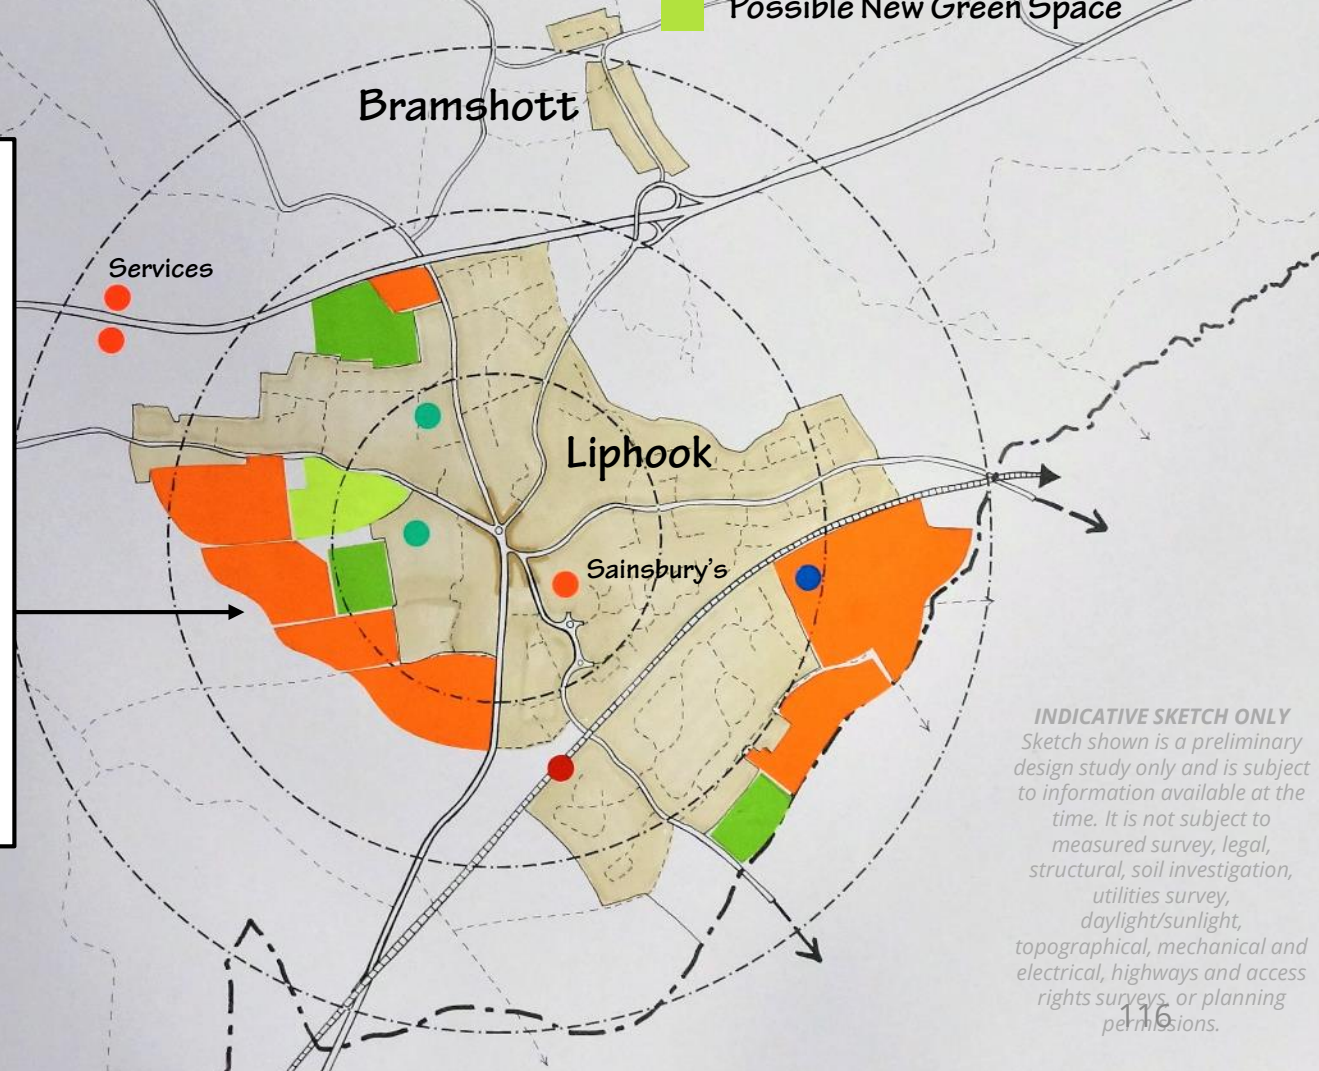 Possible New Green Space
Bramshott
Services
Liphook
Sainsbury's
INDICATIVE SKETCH ONLY
Sketch shown is a preliminary
design study only and is subject
to information available at the
time. It is not subject to
measured survey, legal,
structural, soil investigation,
utilities survey,
daylight/sunlight,
topographical, mechanical and
electrical, highways and access
rights surveys, or planning
permissions.
116